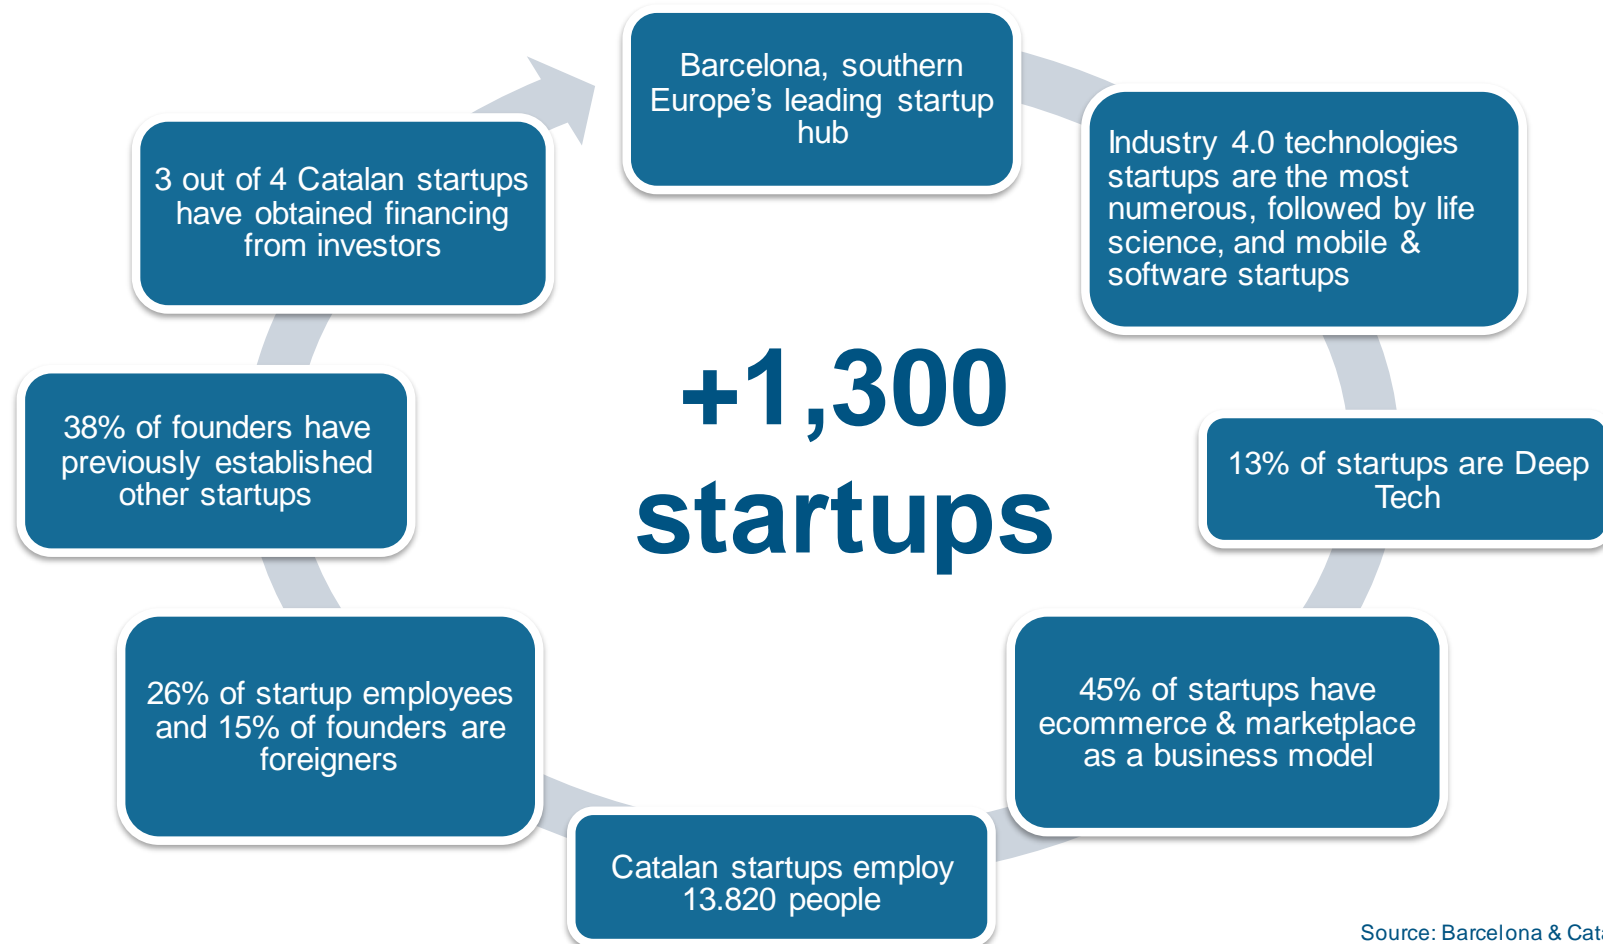 Barcelona, southern
Europe’s leading startup
hub
Industry 4.0 technologies
startups are the most
numerous, followed by life
science, and mobile &
software startups
13% of startups are Deep
Tech
45% of startups have
ecommerce & marketplace
as a business model
Catalan startups employ
13.820 people
26% of startup employees
and 15% of founders are
foreigners
38% of founders have
previously established
other startups
3 out of 4 Catalan startups
have obtained financing
from investors
+1,300
startups
Source: Barcelona &